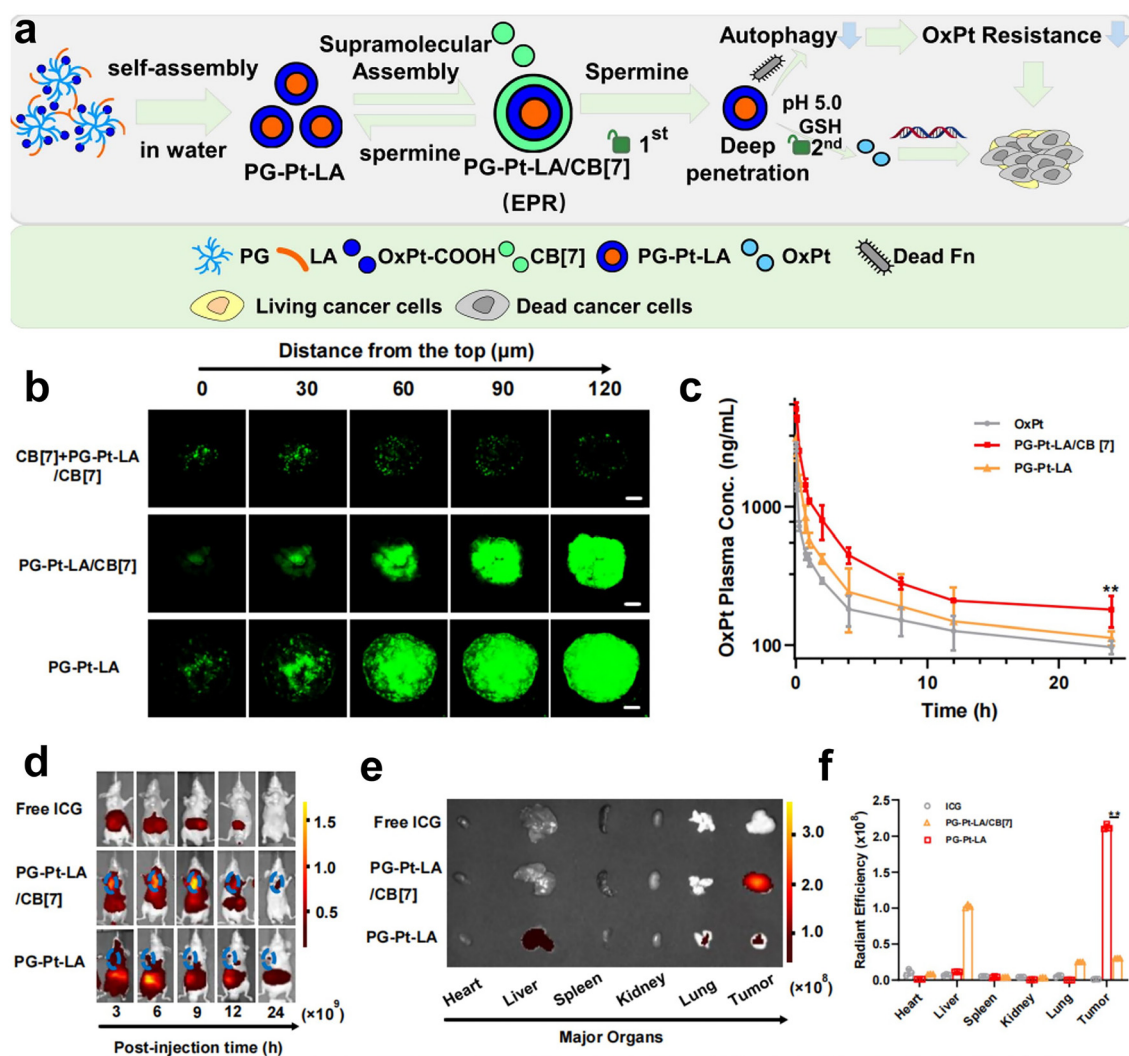 a
self-assembly
in water
PG-Pt-LA
Supramolecular
Assembly
spermine
PG-Pt-LA/CB[7]
(EPR)
Spermine
1st
Autophagy
OxPt Resistance
pH 5.0
GSH
2nd
Deep
penetration
PG
LA
OxPt-COOH
CB[7]
PG-Pt-LA
OxPt
Dead Fn
Living cancer cells
Dead cancer cells
b
Distance from the top (μm)
0 30 60 90 120
CB[7]+PG-Pt-LA
/CB[7]
PG-Pt-LA/CB[7]
PG-Pt-LA
c
OxPt Plasma Conc. (ng/mL)
1000
100
OxPt
PG-Pt-LA/CB [7]
PG-Pt-LA
**
0 10 20
Time (h)
d
Free ICG
PG-Pt-LA
/CB[7]
PG-Pt-LA
1.5
1.0
0.5
3 6 9 12 24 (×10⁹)
Post-injection time (h)
e
Free ICG
PG-Pt-LA
/CB[7]
PG-Pt-LA
3.0
2.0
1.0
(×10⁸)
Heart Liver Spleen Kidney Lung Tumor
Major Organs
f
Radiant Efficiency (×10⁸)
2.5
2.0
1.5
1.0
0.5
0
ICG
PG-Pt-LA/CB[7]
PG-Pt-LA
**
Heart Liver Spleen Kidney Lung Tumor